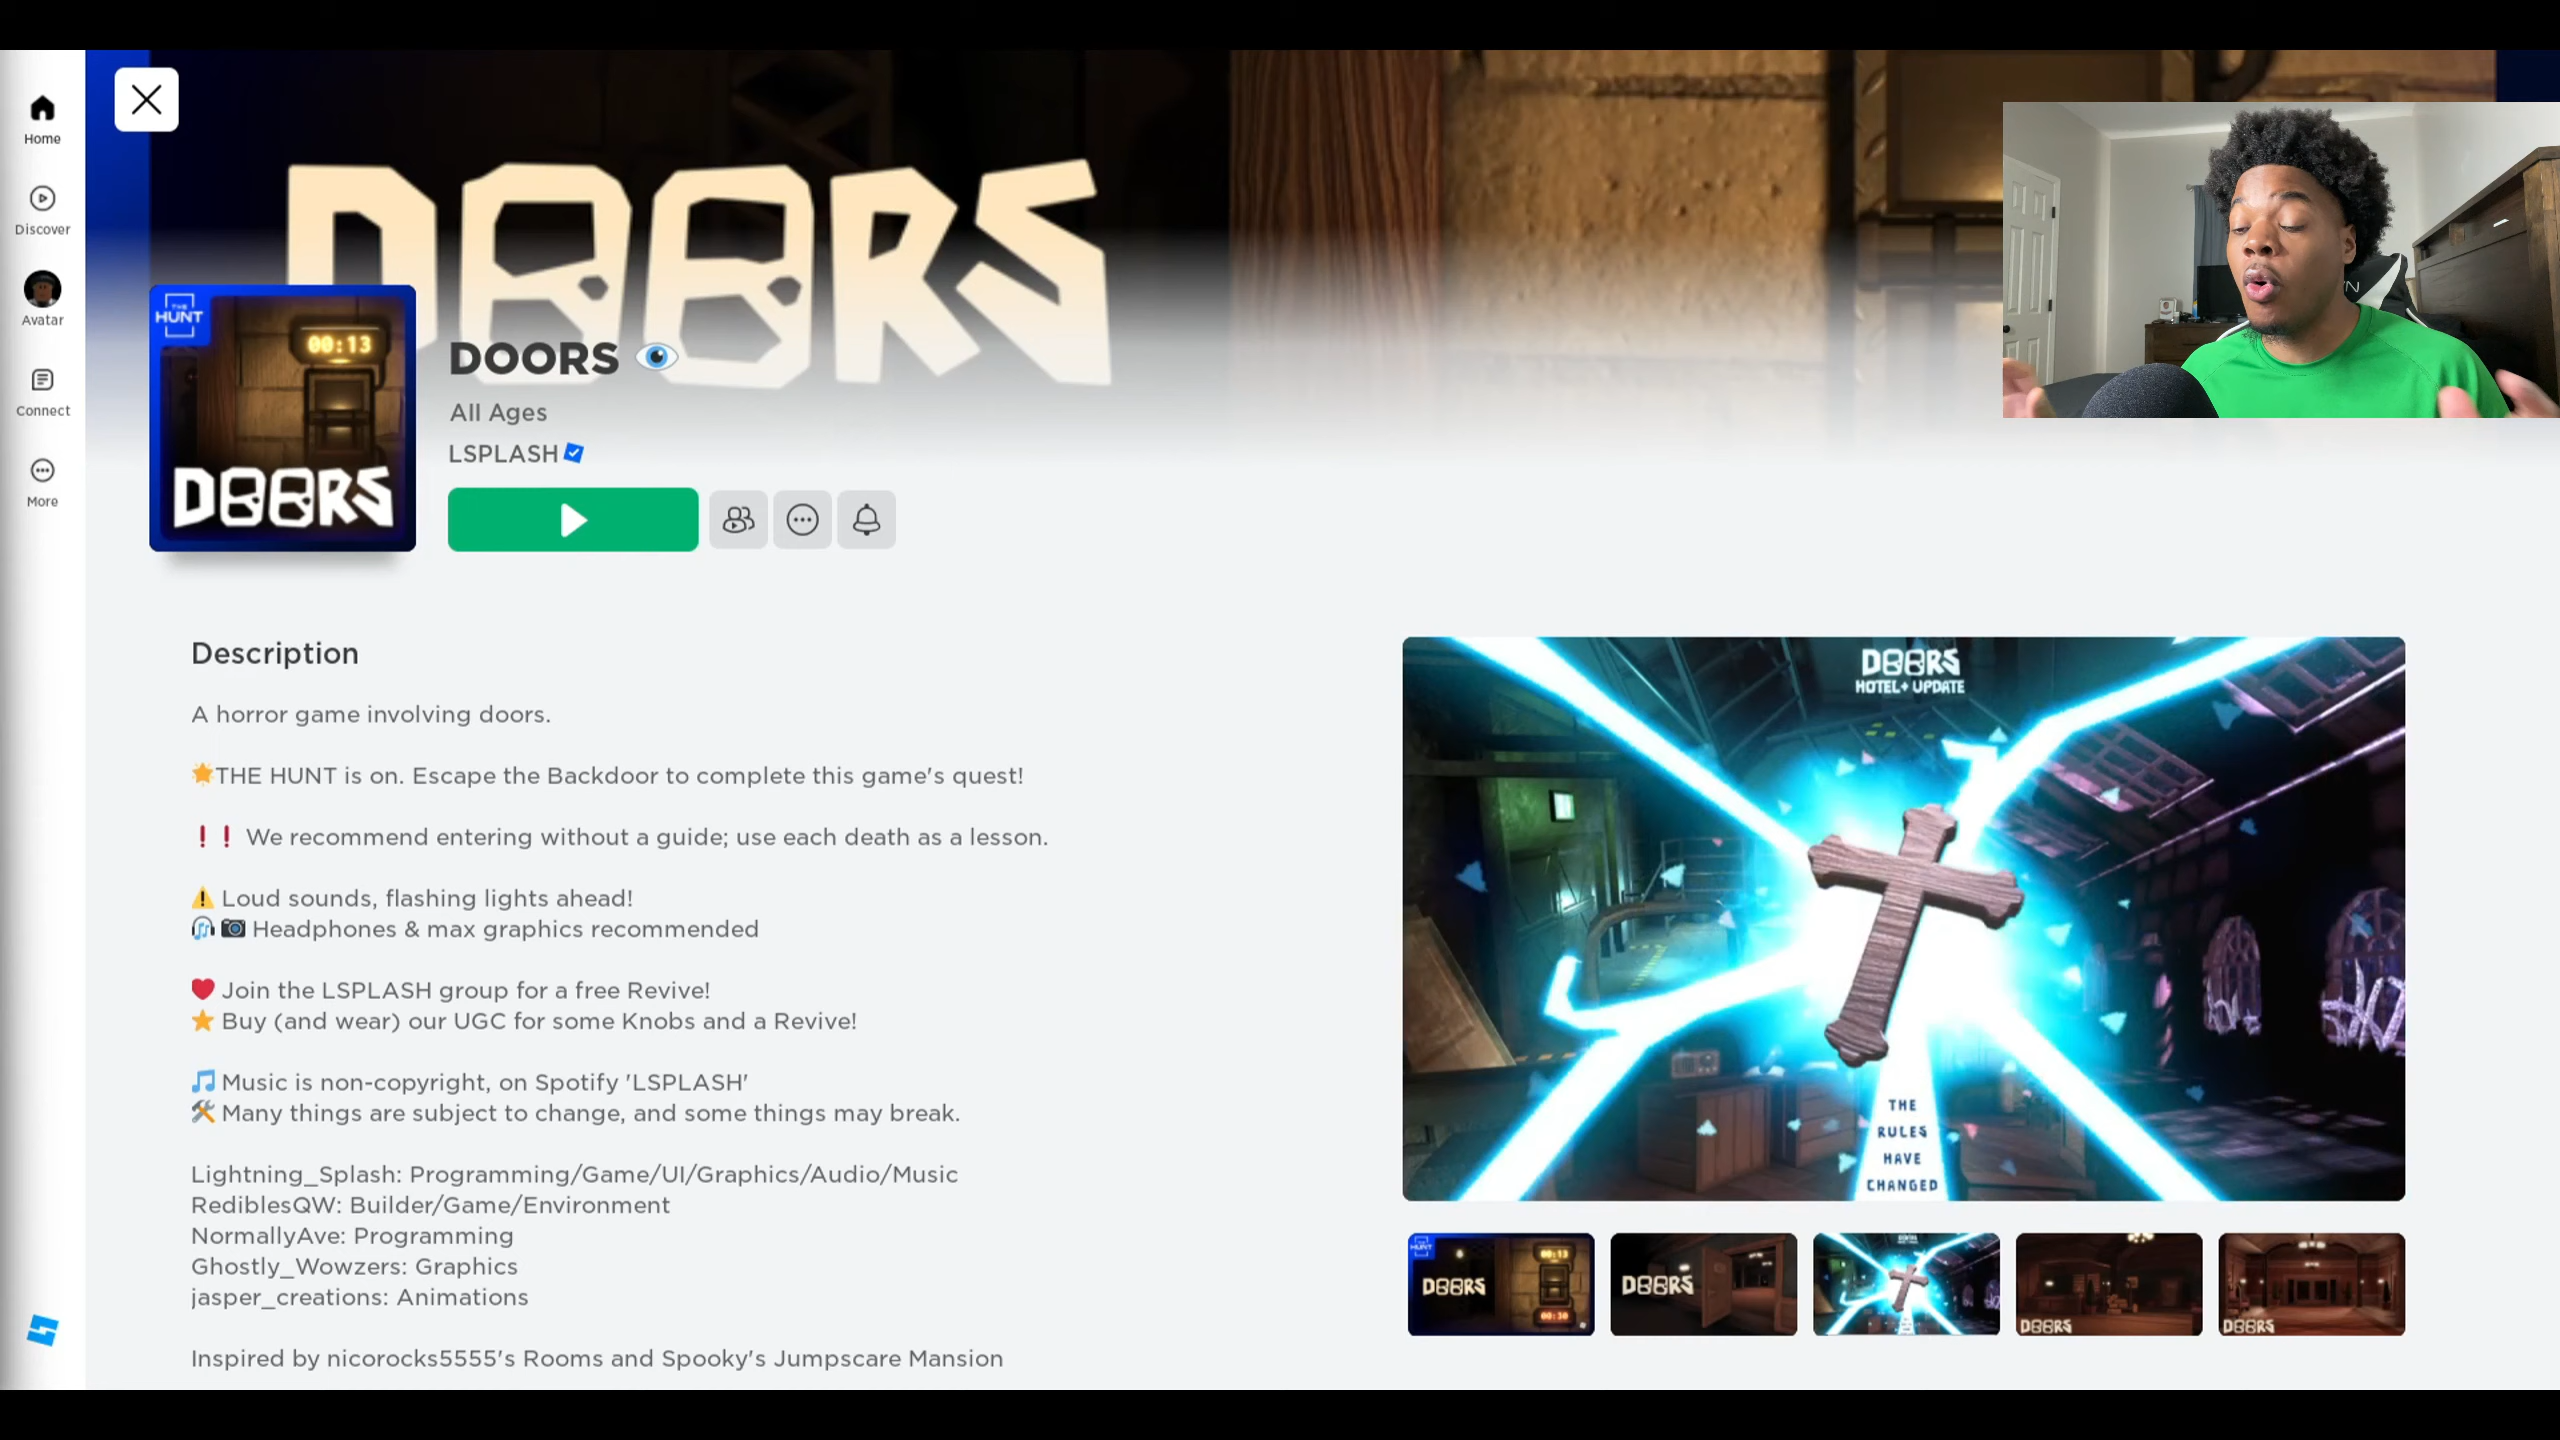 Home
Discover
Avatar
Connect
More
DOORS
THE
HUNT
00:13
DOORS
DOORS 👁️
All Ages
LSPLASH
Description
A horror game involving doors.
🌟THE HUNT is on. Escape the Backdoor to complete this game's quest!
❗❗ We recommend entering without a guide; use each death as a lesson.
⚠️ Loud sounds, flashing lights ahead!
🎧📷 Headphones & max graphics recommended
❤️ Join the LSPLASH group for a free Revive!
⭐ Buy (and wear) our UGC for some Knobs and a Revive!
🎵 Music is non-copyright, on Spotify 'LSPLASH'
🛠️ Many things are subject to change, and some things may break.
Lightning_Splash: Programming/Game/UI/Graphics/Audio/Music
RediblesQW: Builder/Game/Environment
NormallyAve: Programming
Ghostly_Wowzers: Graphics
jasper_creations: Animations
Inspired by nicorocks5555's Rooms and Spooky's Jumpscare Mansion
DOORS
HOTEL+ UPDATE
THE
RULES
HAVE
CHANGED
HUNT
DOORS
00:13
00:30
DOORS
DOORS
DOORS